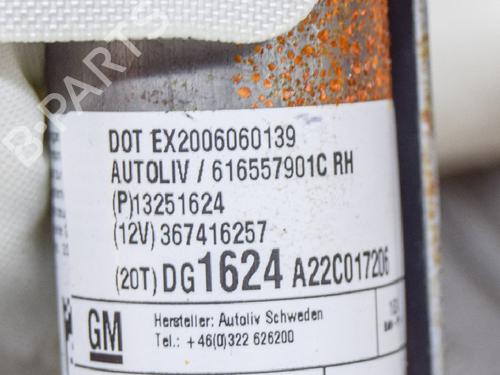 B-PARTS
DOT EX2006060139
AUTOLIV / 616557901C RH
(P)13251624
(12V) 367416257
(20T) DG1624 A22C017206
GM
Hersteller: Autoliv Schweden
Tel.: +46(0)322 626200